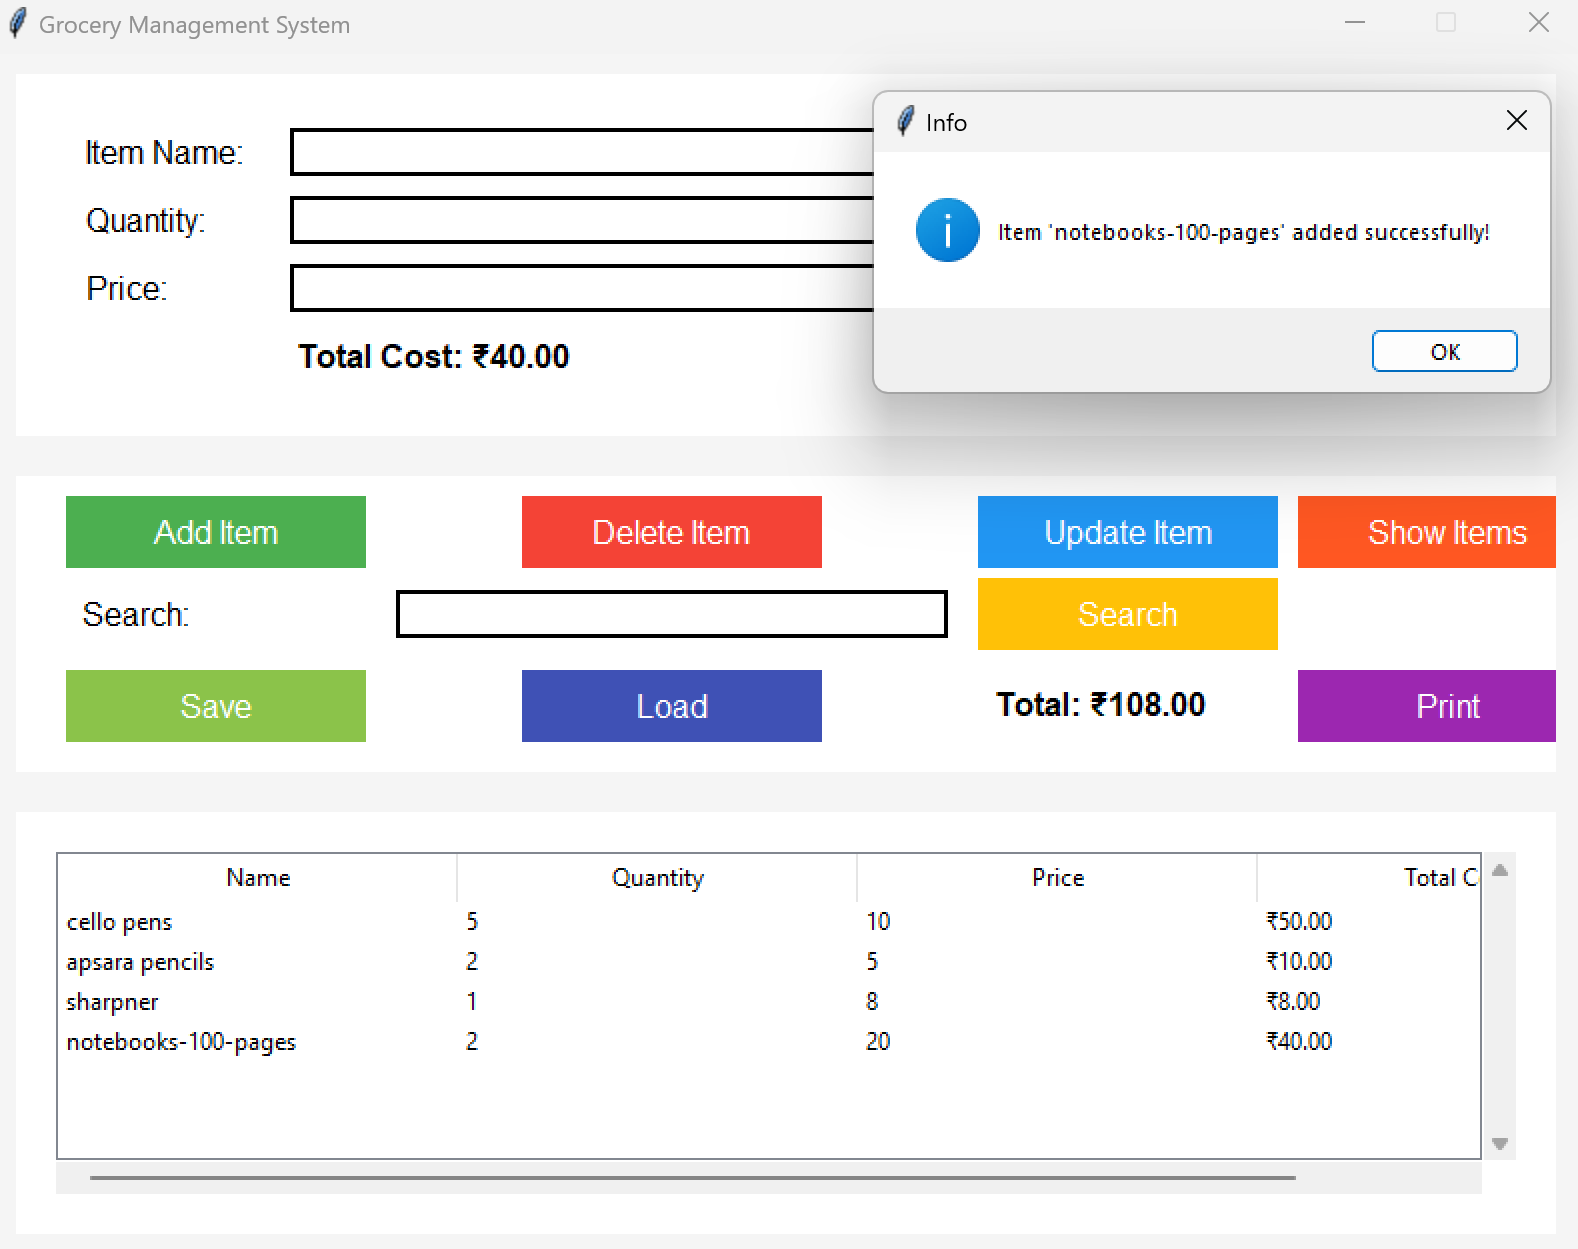 Grocery Management System
Info
Item 'notebooks-100-pages' added successfully!
OK
Item Name:
Quantity:
Price:
Total Cost: ₹40.00
Add Item Delete Item Update Item Show Items
Search: Search
Save Load Total: ₹108.00 Print
Name Quantity Price Total C
cello pens 5 10 ₹50.00
apsara pencils 2 5 ₹10.00
sharpner 1 8 ₹8.00
notebooks-100-pages 2 20 ₹40.00